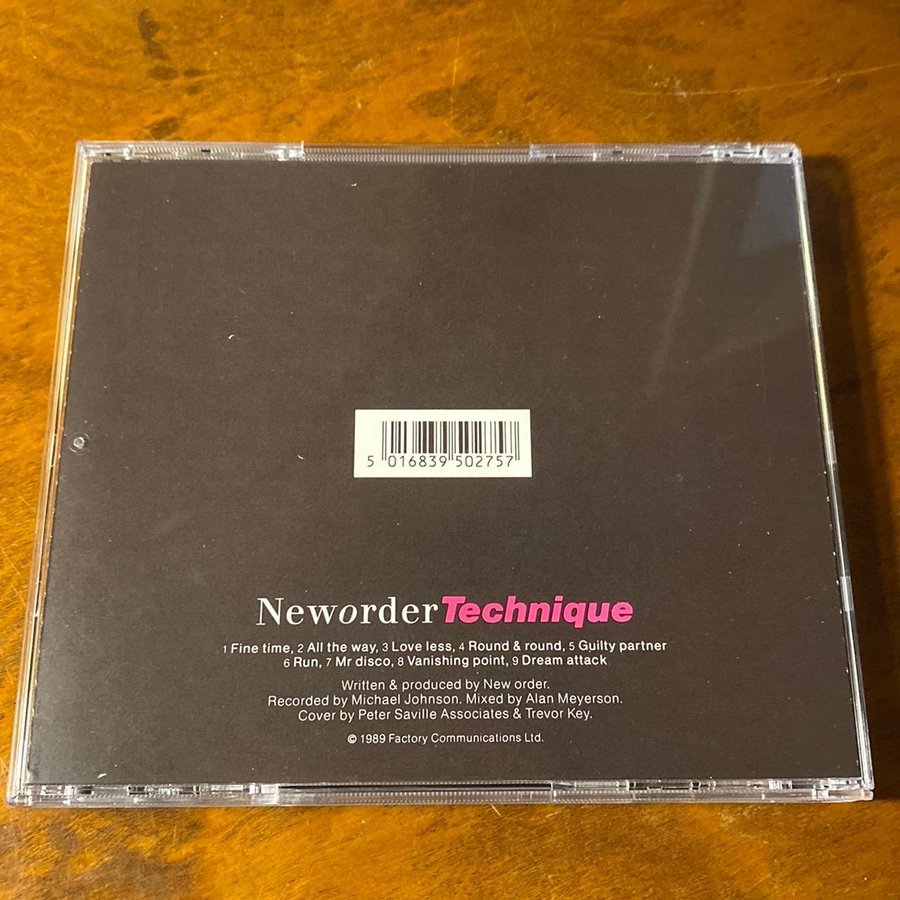 5 016839 502757
Neworder Technique
1 Fine time, 2 All the way, 3 Love less, 4 Round & round, 5 Guilty partner
6 Run, 7 Mr disco, 8 Vanishing point, 9 Dream attack
Written & produced by New order.
Recorded by Michael Johnson. Mixed by Alan Meyerson.
Cover by Peter Saville Associates & Trevor Key.
© 1989 Factory Communications Ltd.